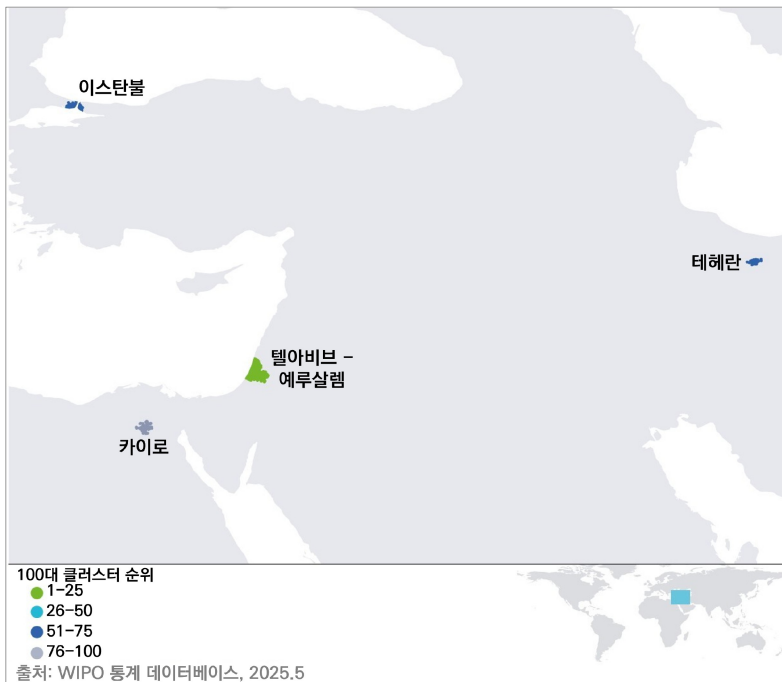 이스탄불
테헤란
텔아비브 -
예루살렘
카이로
100대 클러스터 순위
1-25
26-50
51-75
76-100
출처: WIPO 통계 데이터베이스, 2025.5